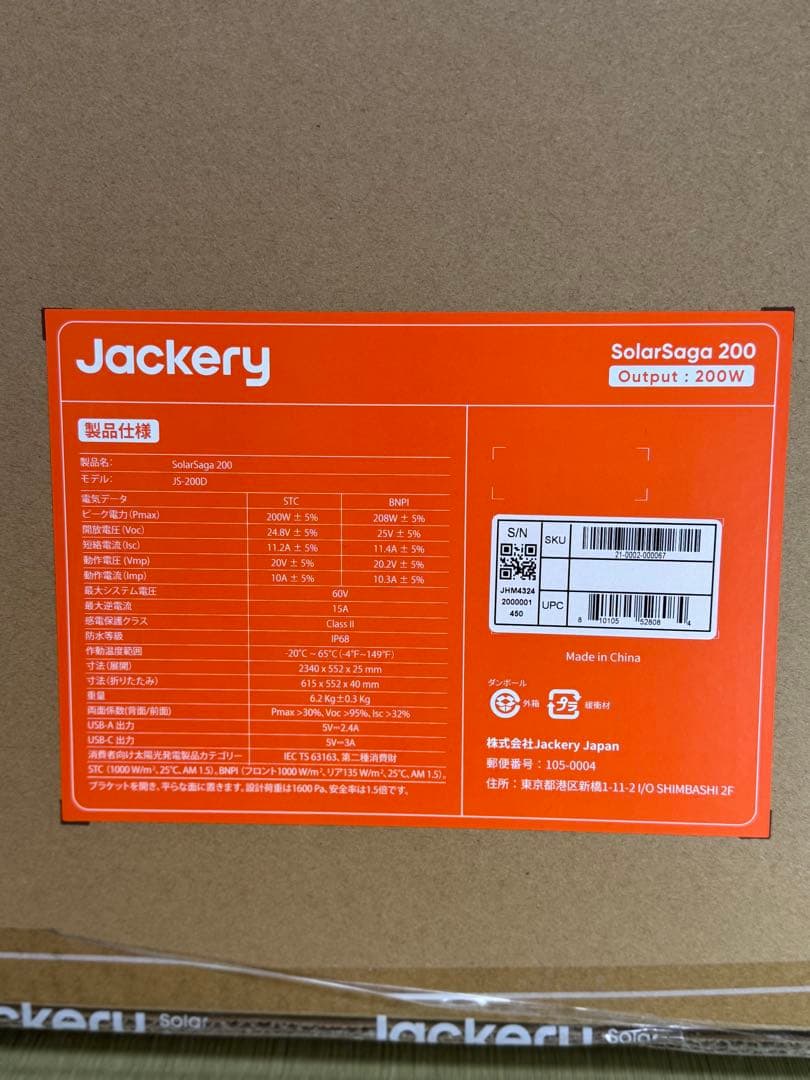 Jackery
SolarSaga 200
Output : 200W
製品仕様
製品名: SolarSaga 200
モデル: JS-200D
電気データ STC BNPI
ピーク電力 (Pmax) 200W ± 5% 208W ± 5%
開放電圧 (Voc) 24.8V ± 5% 25V ± 5%
短絡電流 (Isc) 11.2A ± 5% 11.4A ± 5%
動作電圧 (Vmp) 20V ± 5% 20.2V ± 5%
動作電流 (Imp) 10A ± 5% 10.3A ± 5%
最大システム電圧 60V
最大逆電流 15A
感電保護クラス Class II
防水等級 IP68
作動温度範囲 -20°C ~ 65°C (-4°F~149°F)
寸法 (展開) 2340 x 552 x 25 mm
寸法 (折りたたみ) 615 x 552 x 40 mm
重量 6.2 Kg±0.3 Kg
両面係数(背面/前面) Pmax >30%, Voc >95%, Isc >32%
USB-A 出力 5V⎓2.4A
USB-C 出力 5V⎓3A
消費者向け太陽光発電製品カテゴリー IEC TS 63163, 第二種消費財
STC (1000 W/m², 25°C, AM 1.5), BNPI (フロント1000 W/m², リア135 W/m², 25°C, AM 1.5)。
ブラケットを開き、平らな面に置きます。設計荷重は1600 Pa、安全率は1.5倍です。
S/N
JHM4324
2000001
450
SKU
21-0002-000067
UPC
8 10105 52808 4
Made in China
ダンボール
外箱
プラ
緩衝材
株式会社Jackery Japan
郵便番号：105-0004
住所：東京都港区新橋1-11-2 I/O SHIMBASHI 2F
ckery Solar
Jackery Solar